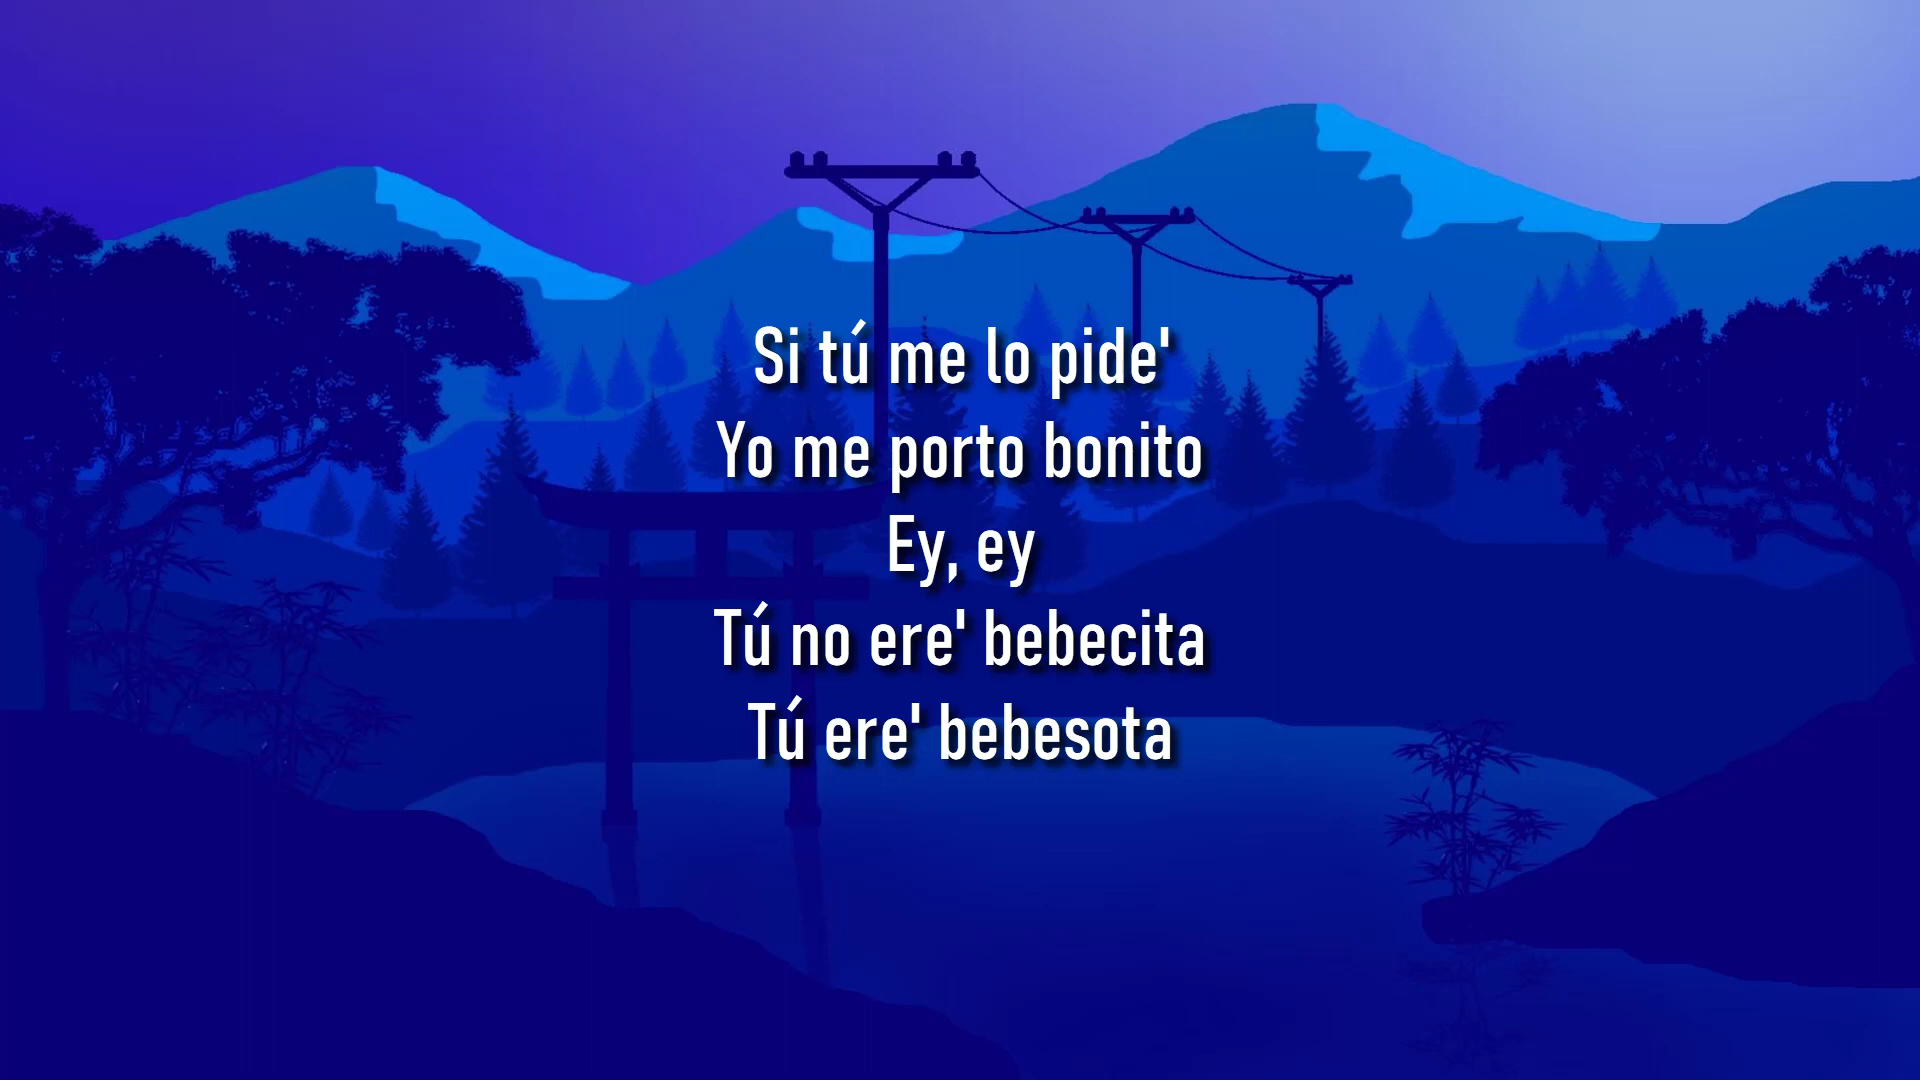 Si tú me lo pide'
Yo me porto bonito
Ey, ey
Tú no ere' bebecita
Tú ere' bebesota